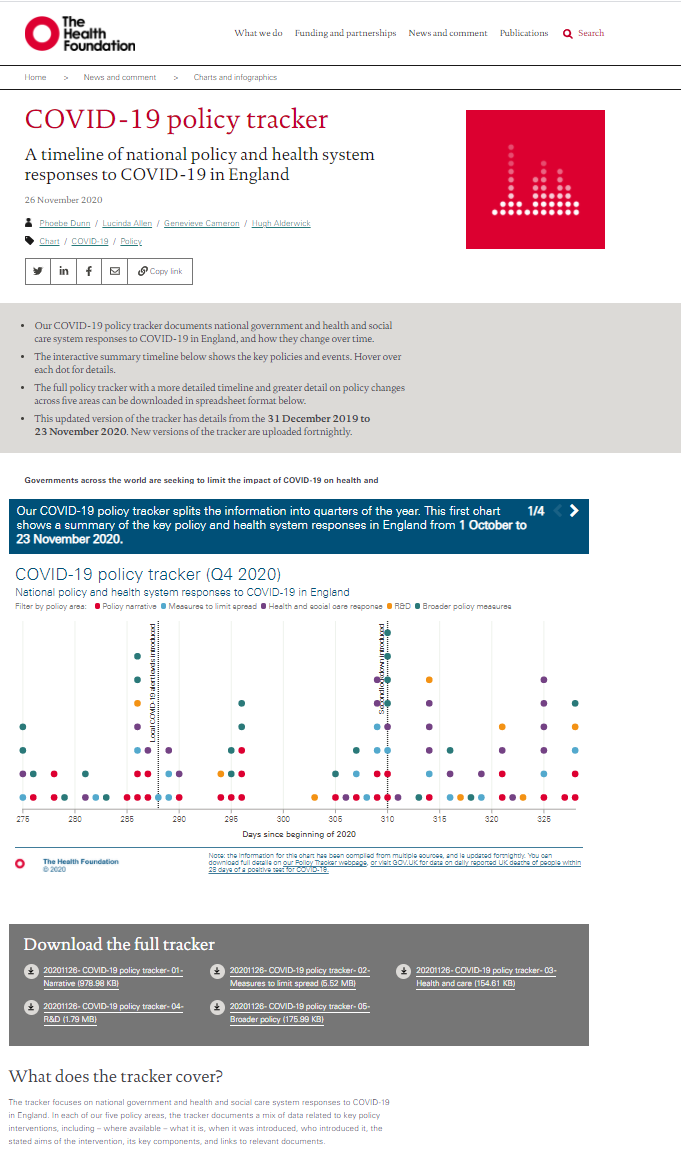 The
Health
Foundation
What we do Funding and partnerships News and comment Publications Search
Home > News and comment > Charts and infographics
COVID-19 policy tracker
A timeline of national policy and health system
responses to COVID-19 in England
26 November 2020
Phoebe Dunn / Lucinda Allen / Genevieve Cameron / Hugh Alderwick
Chart / COVID-19 / Policy
Copy link
• Our COVID-19 policy tracker documents national government and health and social
care system responses to COVID-19 in England, and how they change over time.
• The interactive summary timeline below shows the key policies and events. Hover over
each dot for details.
• The full policy tracker with a more detailed timeline and greater detail on policy changes
across five areas can be downloaded in spreadsheet format below.
• This updated version of the tracker has details from the 31 December 2019 to
23 November 2020. New versions of the tracker are uploaded fortnightly.
Governments across the world are seeking to limit the impact of COVID-19 on health and
Our COVID-19 policy tracker splits the information into quarters of the year. This first chart 1/4
shows a summary of the key policy and health system responses in England from 1 October to
23 November 2020.
COVID-19 policy tracker (Q4 2020)
National policy and health system responses to COVID-19 in England
Filter by policy area: Policy narrative Measures to limit spread Health and social care response R&D Broader policy measures
Local COVID-19 alert levels introduced
Second lockdown introduced
275 280 285 290 295 300 305 310 315 320 325
Days since beginning of 2020
The Health Foundation
© 2020
Note: the information for this chart has been compiled from multiple sources, and is updated fortnightly. You can
download full details on our Policy Tracker webpage, or visit GOV.UK for data on daily reported UK deaths of people within
28 days of a positive test for COVID-19.
Download the full tracker
20201126- COVID-19 policy tracker- 01-
Narrative (978.98 KB)
20201126- COVID-19 policy tracker- 02-
Measures to limit spread (5.52 MB)
20201126- COVID-19 policy tracker- 03-
Health and care (154.61 KB)
20201126- COVID-19 policy tracker- 04-
R&D (1.79 MB)
20201126- COVID-19 policy tracker- 05-
Broader policy (175.99 KB)
What does the tracker cover?
The tracker focuses on national government and health and social care system responses to COVID-19
in England. In each of our five policy areas, the tracker documents a mix of data related to key policy
interventions, including – where available – what it is, when it was introduced, who introduced it, the
stated aims of the intervention, its key components, and links to relevant documents.